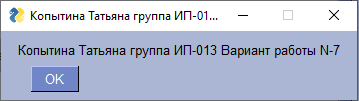 Копытина Татьяна группа ИП-01...
Копытина Татьяна группа ИП-013 Вариант работы N-7
OK